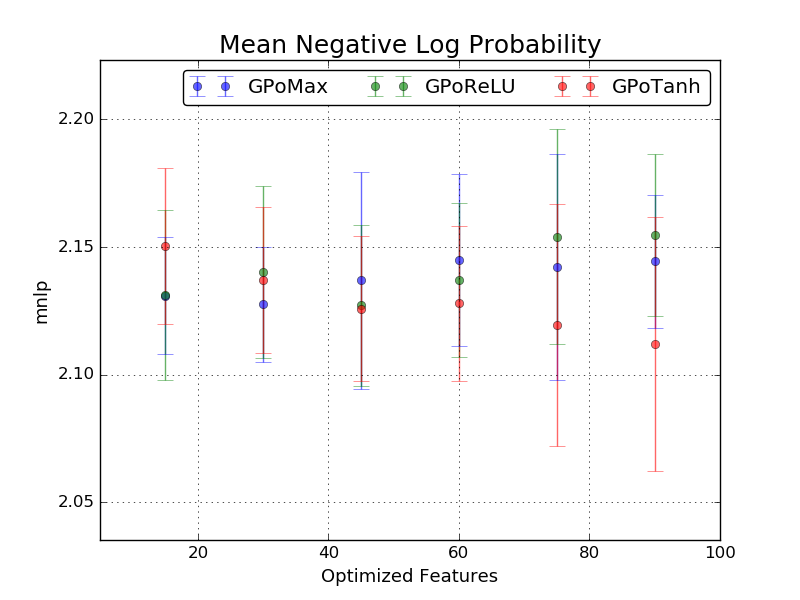 Mean Negative Log Probability
GPoMax GPoReLU GPoTanh
2.20
2.15
2.10
2.05
mnlp
20 40 60 80 100
Optimized Features